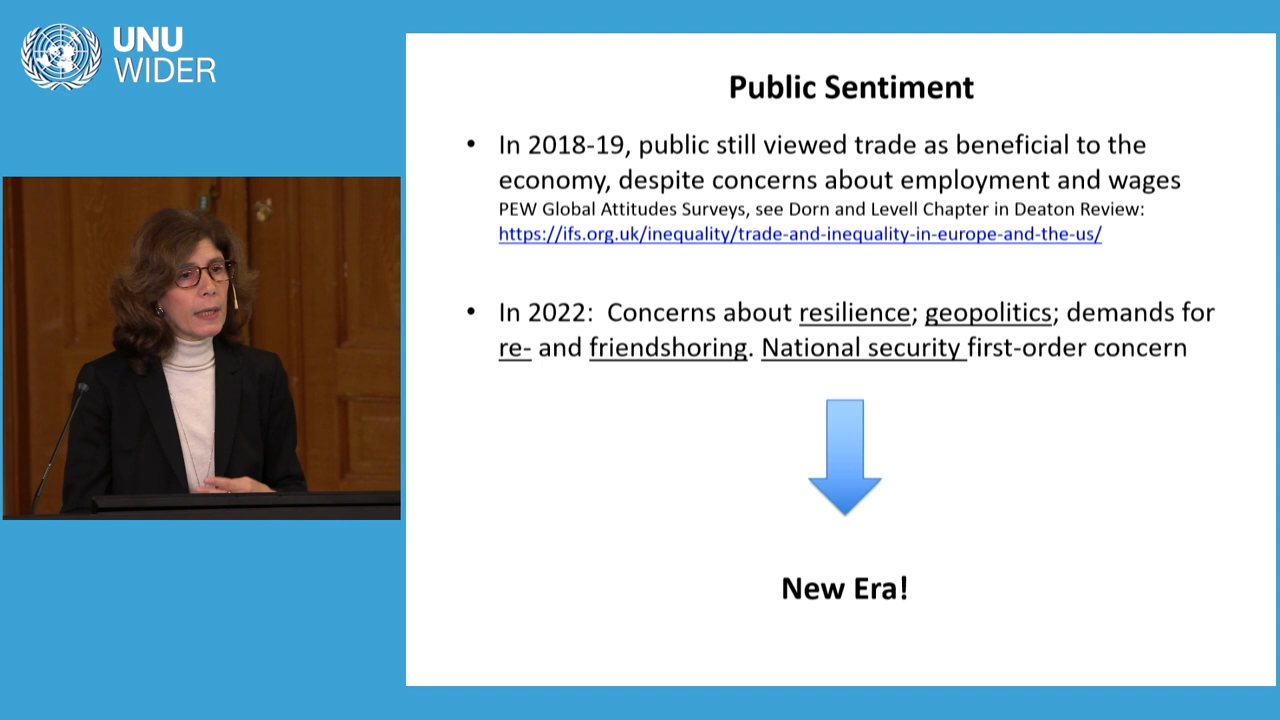 UNU
WIDER
Public Sentiment
• In 2018-19, public still viewed trade as beneficial to the
economy, despite concerns about employment and wages
PEW Global Attitudes Surveys, see Dorn and Levell Chapter in Deaton Review:
https://ifs.org.uk/inequality/trade-and-inequality-in-europe-and-the-us/
• In 2022:  Concerns about resilience; geopolitics; demands for
re- and friendshoring. National security first-order concern
New Era!